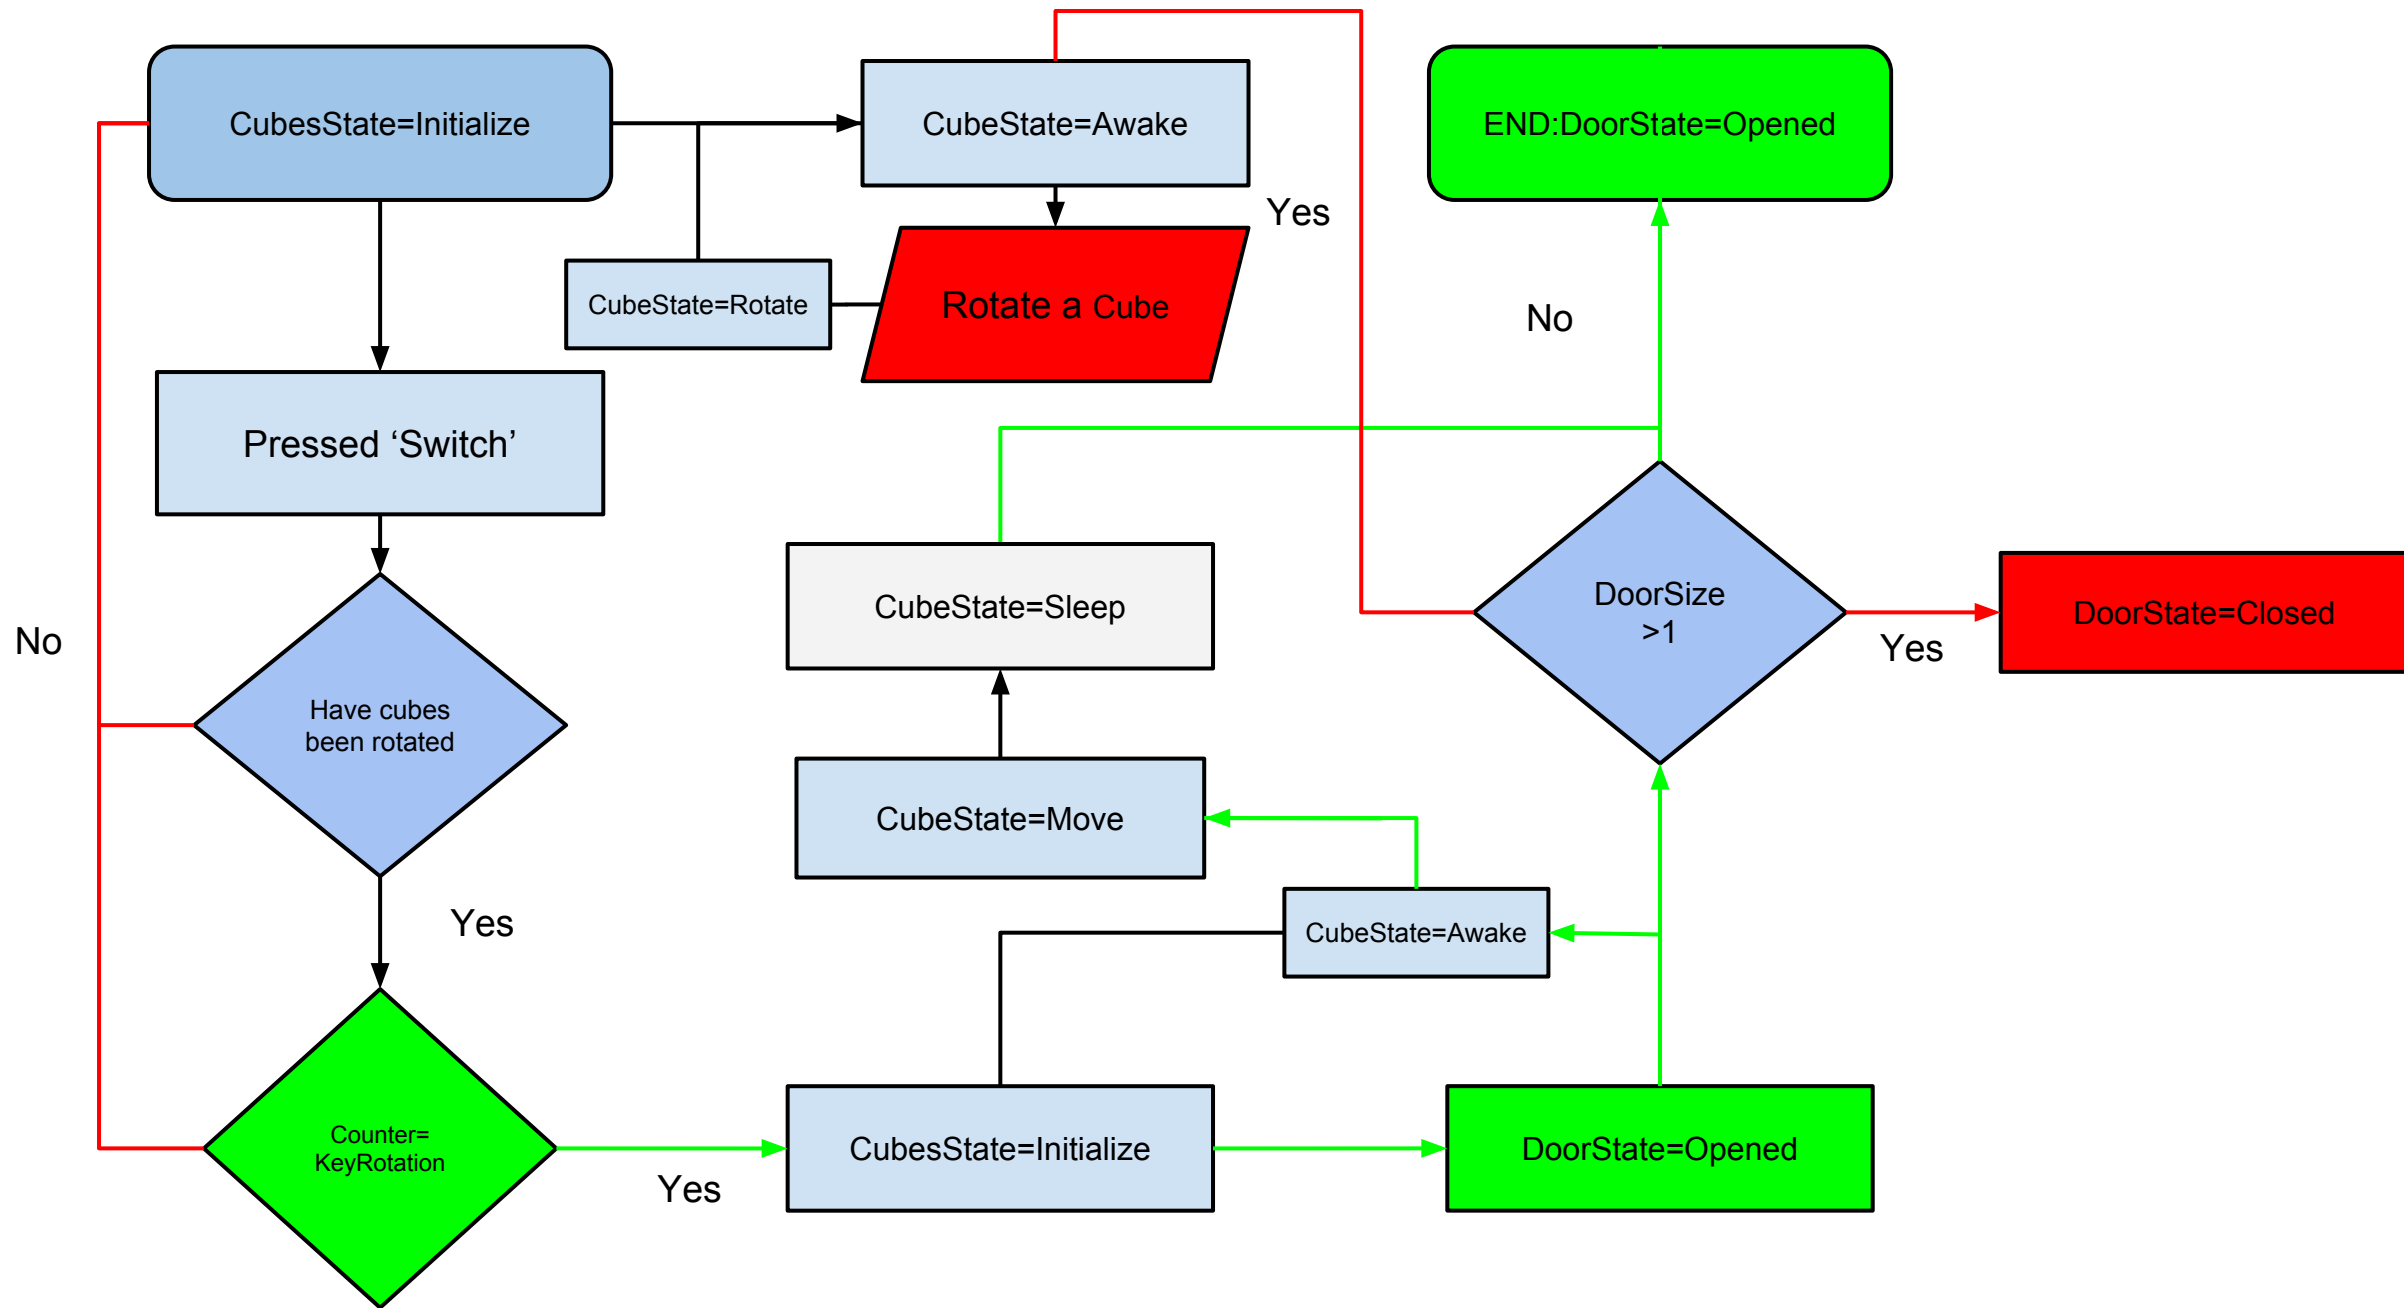 CubesState=Initialize
CubeState=Awake
END:DoorState=Opened
Yes
CubeState=Rotate
Rotate a Cube
No
Pressed ‘Switch’
CubeState=Sleep
DoorSize
>1
DoorState=Closed
Yes
No
Have cubes
been rotated
CubeState=Move
Yes
CubeState=Awake
Counter=
KeyRotation
Yes
CubesState=Initialize
DoorState=Opened